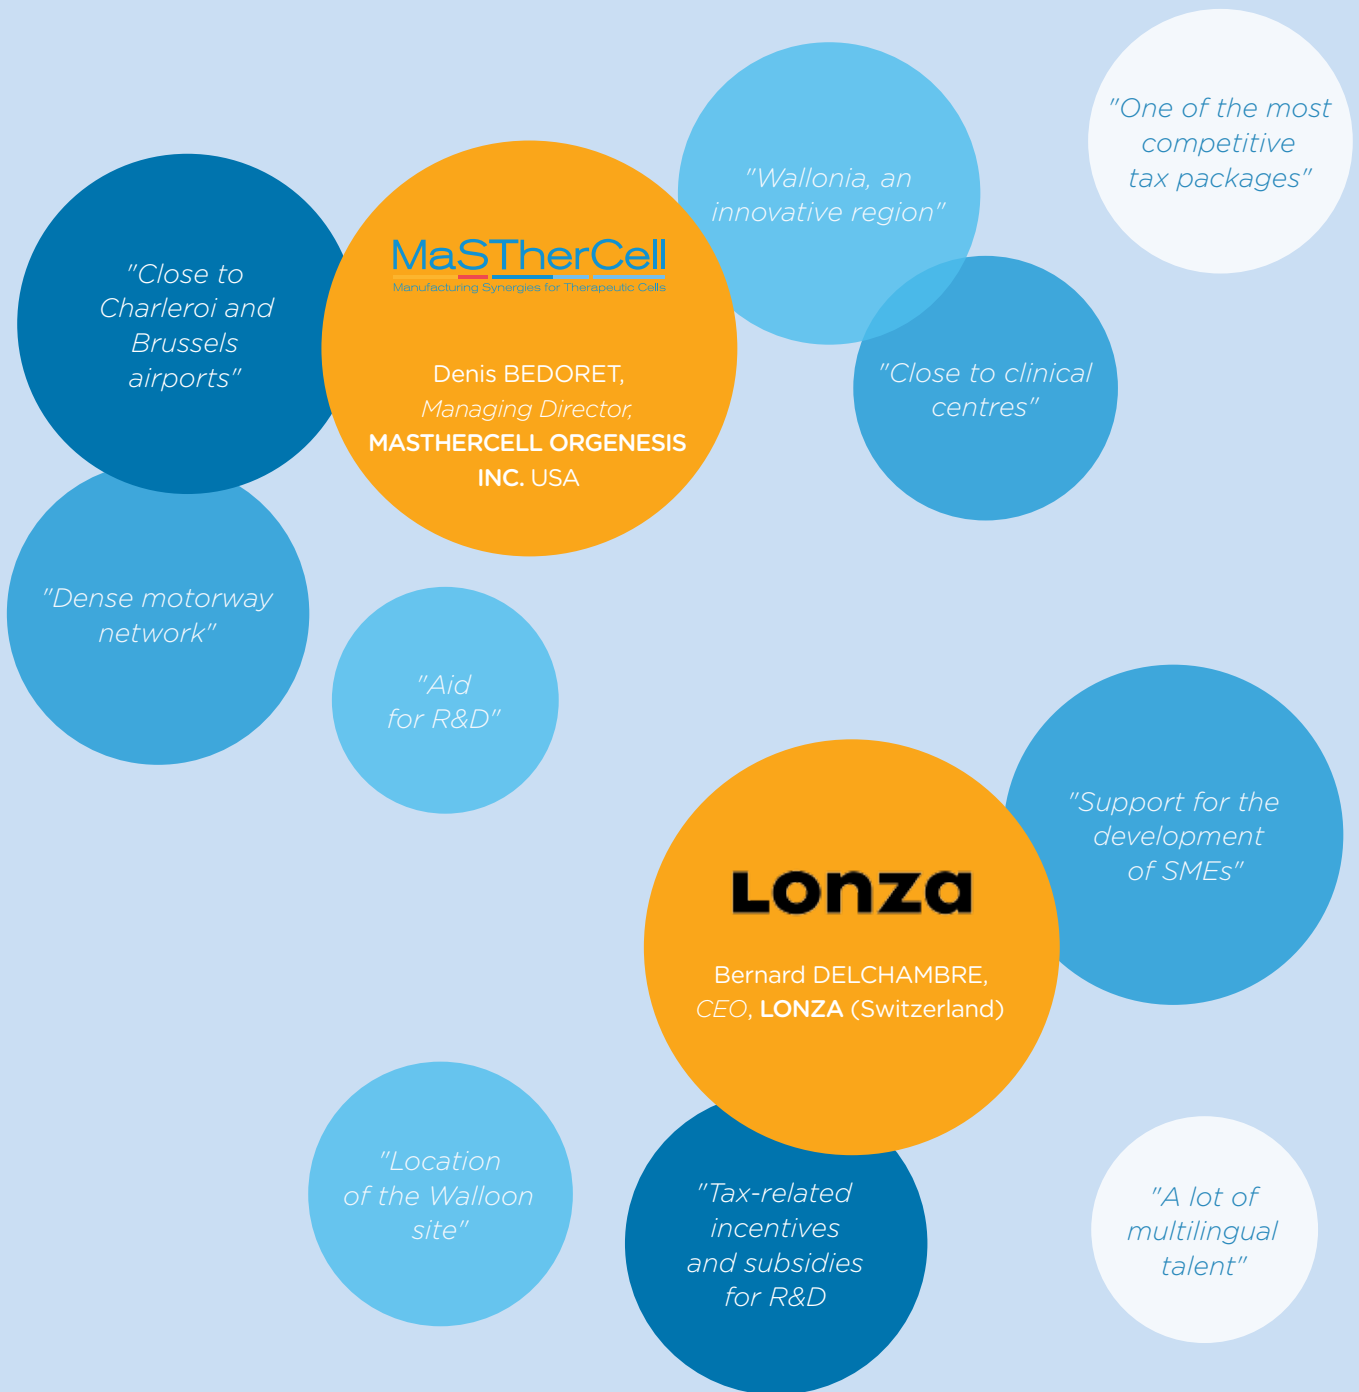 "One of the most
competitive
tax packages"
"Wallonia, an
innovative region"
"Close to
Charleroi and
Brussels
airports"
MaSTherCell
Manufacturing Synergies for Therapeutic Cells
Denis BEDORET,
Managing Director,
MASTHERCELL ORGENESIS
INC. USA
"Close to clinical
centres"
"Dense motorway
network"
"Aid
for R&D"
"Support for the
development
of SMEs"
Lonza
Bernard DELCHAMBRE,
CEO, LONZA (Switzerland)
"Location
of the Walloon
site"
"Tax-related
incentives
and subsidies
for R&D
"A lot of
multilingual
talent"